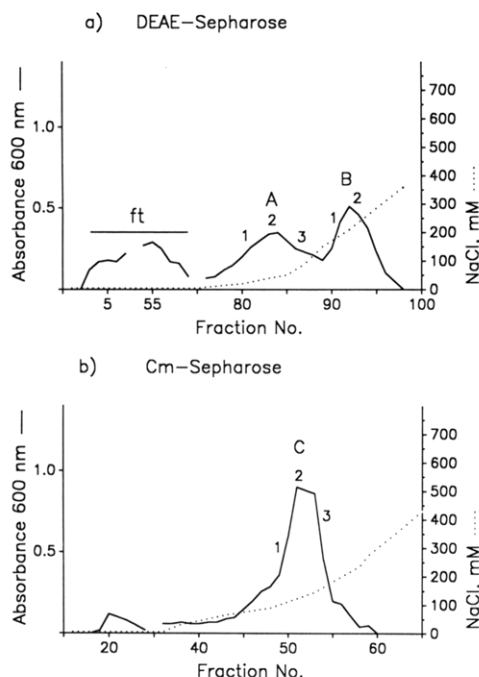 a) DEAE–Sepharose
Absorbance 600 nm
1.0
0.5
ft
A
1 2 3
B
1 2
700
600
500
400
300
200
100
0
NaCl, mM
5 55 80 90 100
Fraction No.
b) Cm–Sepharose
Absorbance 600 nm
1.0
0.5
C
1 2 3
700
600
500
400
300
200
100
0
NaCl, mM
20 40 50 60
Fraction No.